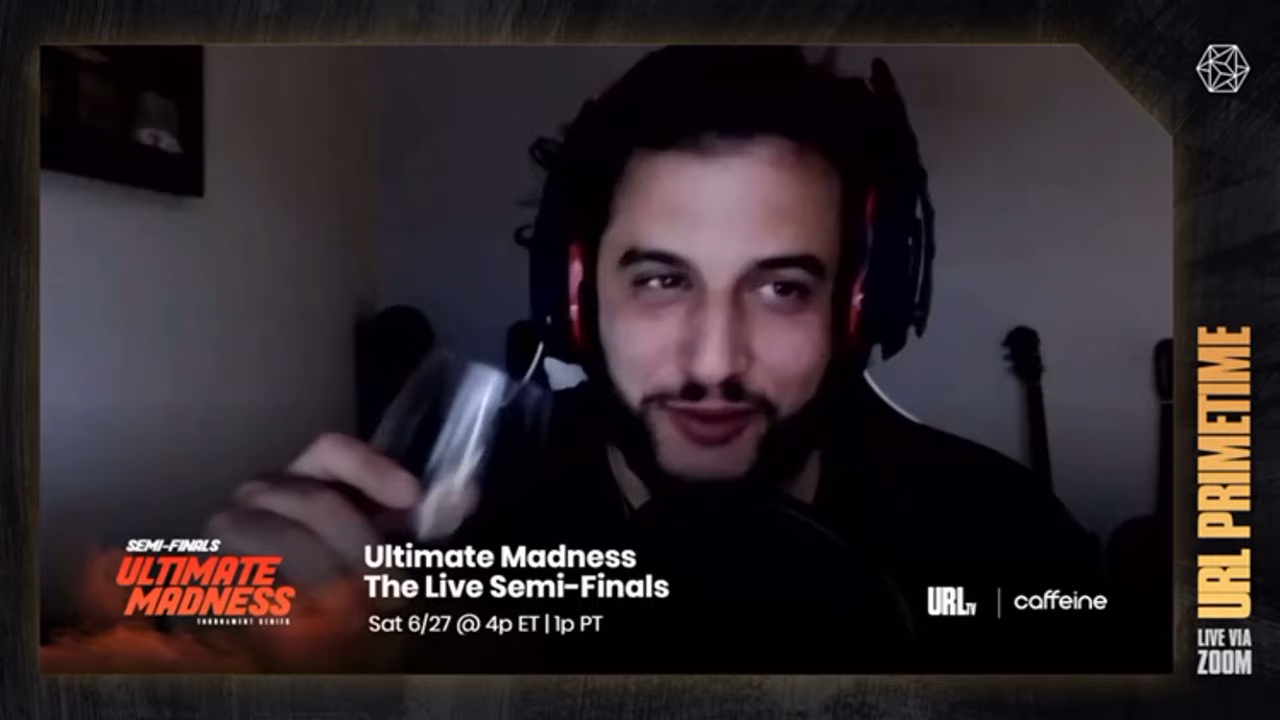 SEMI-FINALS
ULTIMATE
MADNESS
TOURNAMENT SERIES
Ultimate Madness
The Live Semi-Finals
Sat 6/27 @ 4p ET | 1p PT
URLTV | caffeine
URL PRIMETIME
LIVE VIA
ZOOM